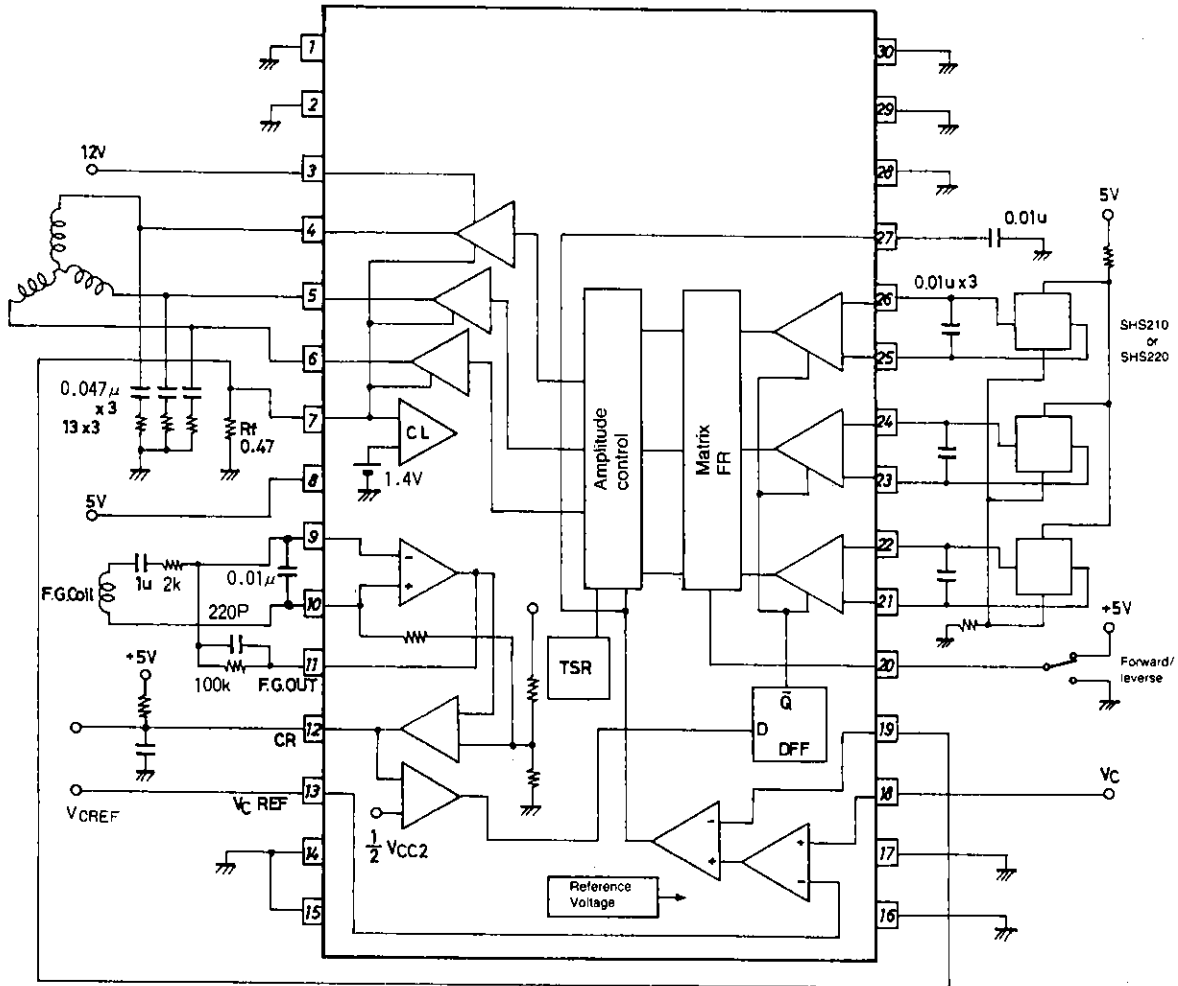 1
2
12V
3
4
5
6
0.047μ
x 3
13 x3
Rf
0.47
7
CL
1.4V
8
5V
9
F.G.Coil
1u 2k
0.01μ
10
220P
100k
F.G.OUT
11
+5V
12
CR
13
VC REF
VCREF
1/2 VCC2
14
15
Amplitude
control
Matrix
FR
TSR
Q̄
D
DFF
Reference
Voltage
30
29
28
27
0.01u
5V
26
0.01u x 3
25
SHS210
or
SHS220
24
23
22
21
+5V
20
Forward/
leverse
19
18
VC
17
16
-
+
-
+
+
-